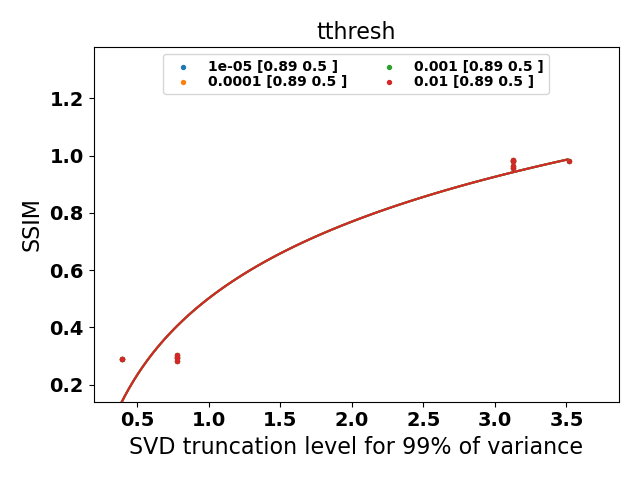 tthresh
1e-05 [0.89 0.5 ]
0.0001 [0.89 0.5 ]
0.001 [0.89 0.5 ]
0.01 [0.89 0.5 ]
1.2
1.0
0.8
0.6
0.4
0.2
SSIM
0.5 1.0 1.5 2.0 2.5 3.0 3.5
SVD truncation level for 99% of variance